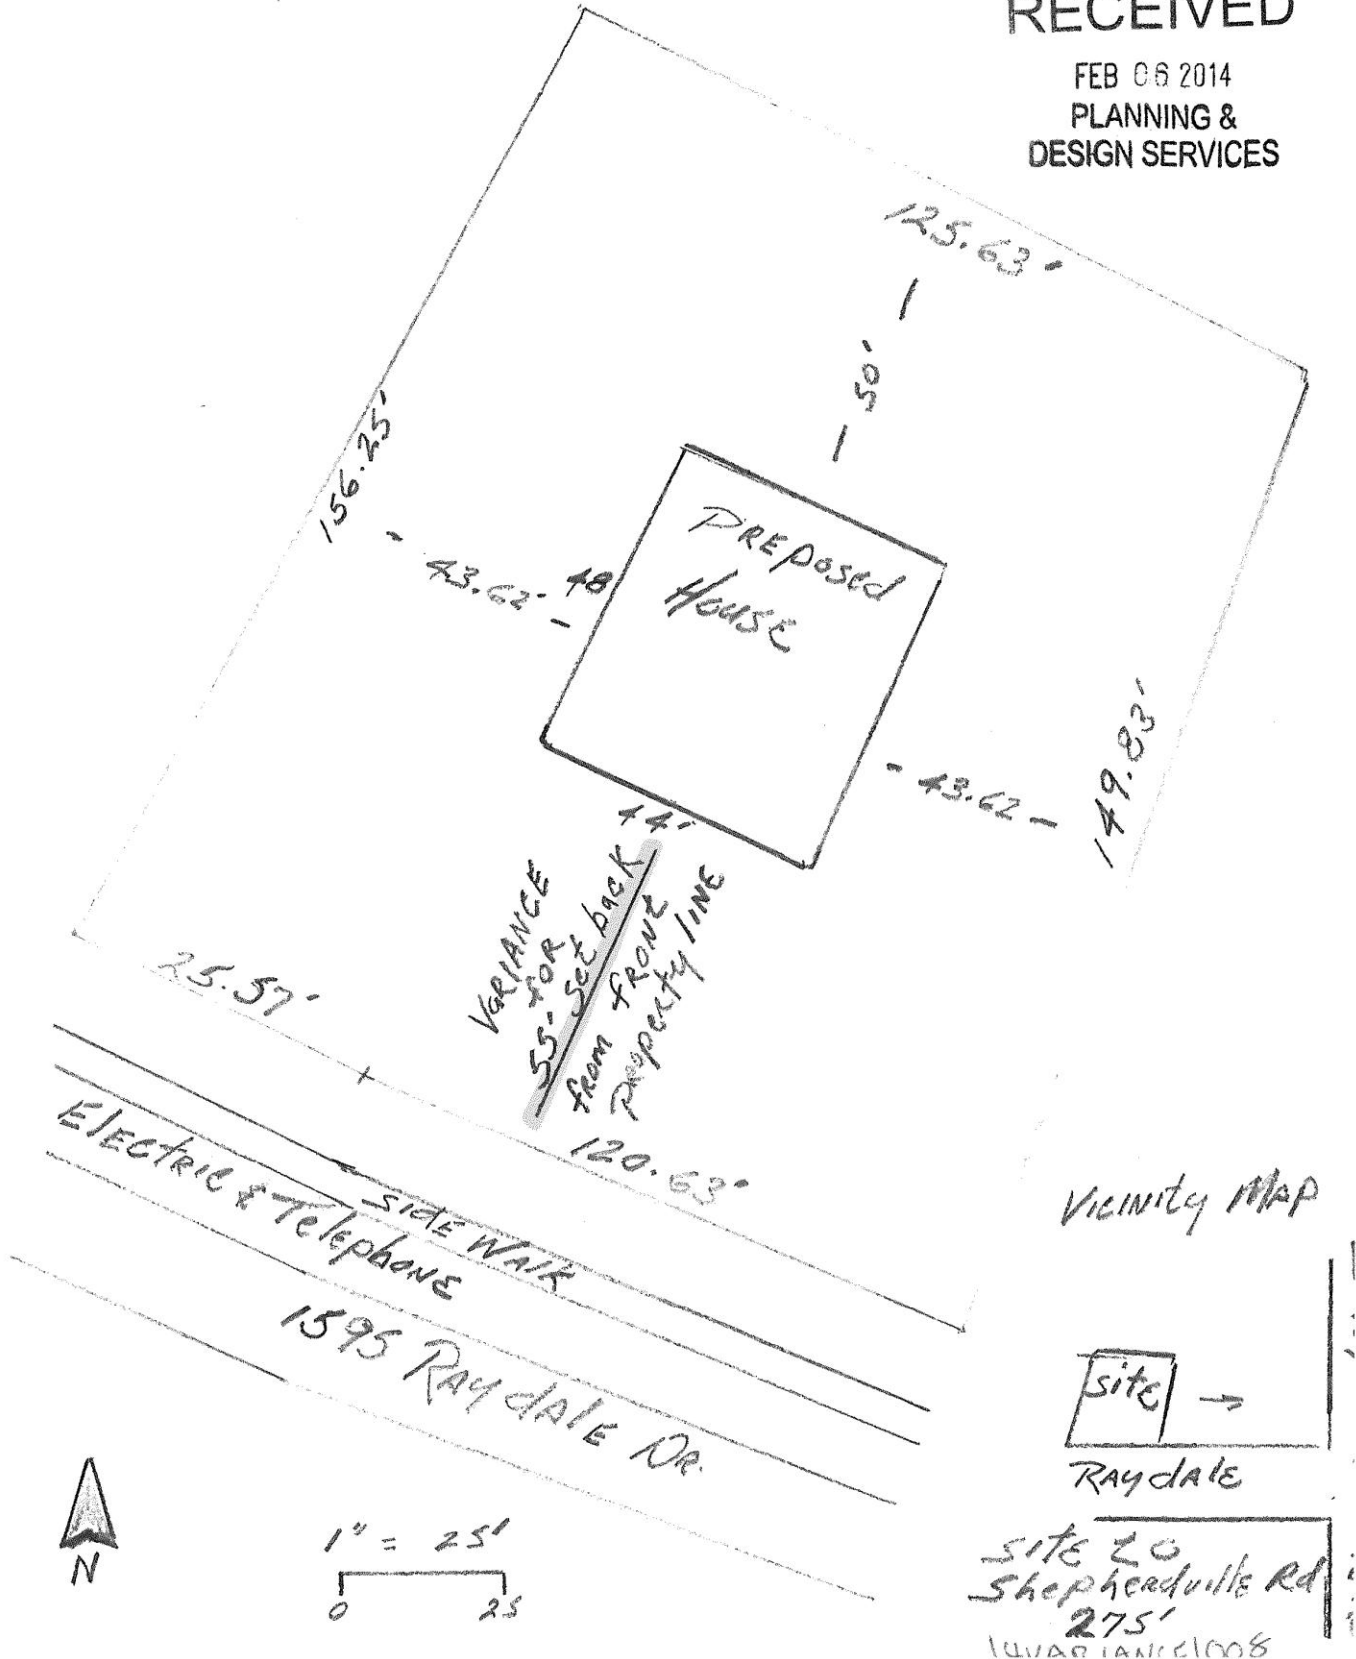 RECEIVED
FEB 06 2014
PLANNING &
DESIGN SERVICES
125.63'
50'
156.25'
43.62'
48
PREPOSED
HOUSE
43.62
149.83'
44'
VARIANCE
FOR
55' Set back
from FRONT
Property LINE
25.57'
120.63'
SIDE WALK
ELECTRIC & TELEPHONE
1595 RAYDALE DR.
N
1" = 25'
0 25
VICINITY MAP
site
RAYDALE
SITE to
Shepherdville Rd
275'
14VARIANCE1008